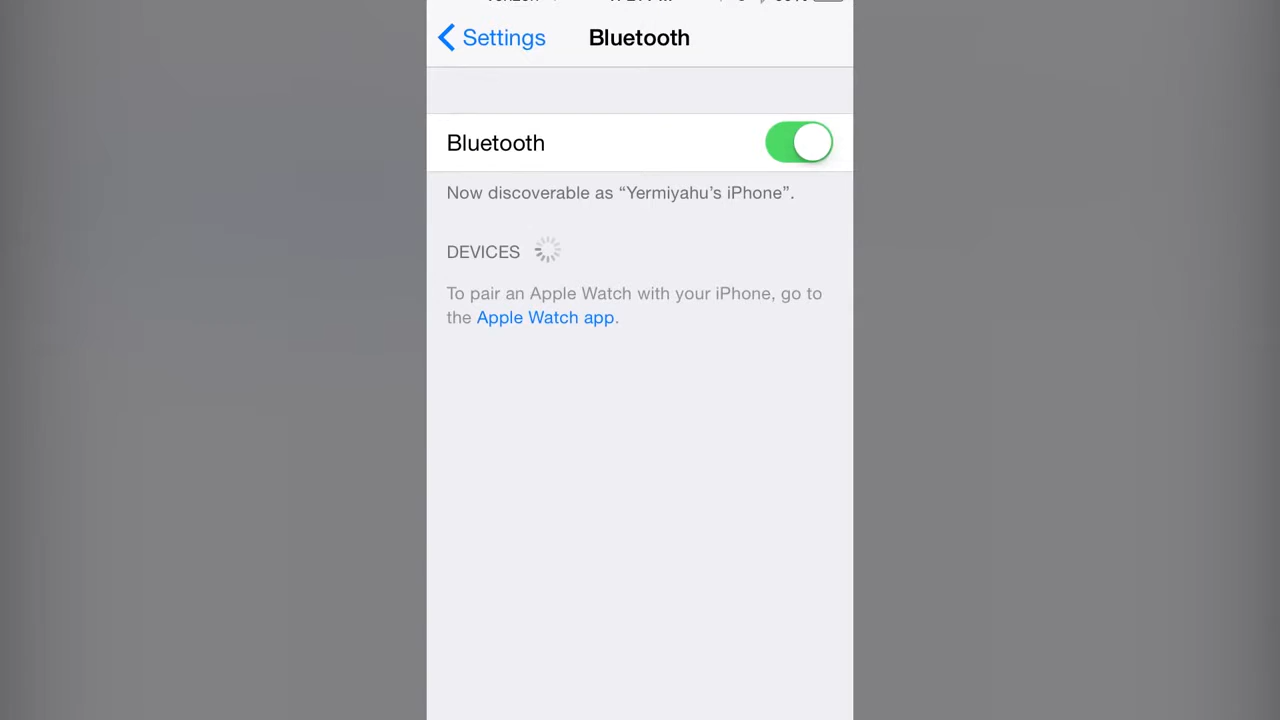 Settings
Bluetooth
Bluetooth
Now discoverable as “Yermiyahu’s iPhone”.
DEVICES
To pair an Apple Watch with your iPhone, go to
the Apple Watch app.